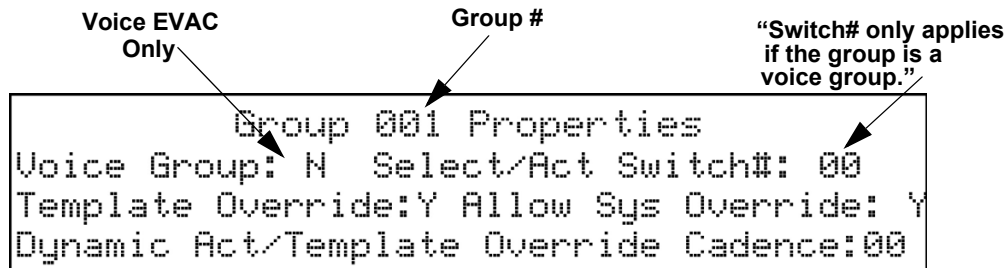 Voice EVAC
Only
Group #
“Switch# only applies
if the group is a
voice group.”
Group 001 Properties
Voice Group: N Select/Act Switch#: 00
Template Override:Y Allow Sys Override: Y
Dynamic Act/Template Override Cadence:00